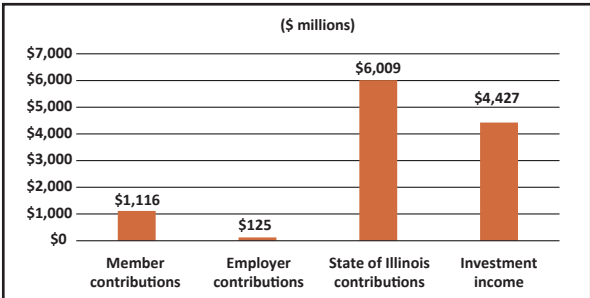 ($ millions)
$7,000
$6,000
$5,000
$4,000
$3,000
$2,000
$1,000
$0
$1,116
$125
$6,009
$4,427
Member
contributions
Employer
contributions
State of Illinois
contributions
Investment
income